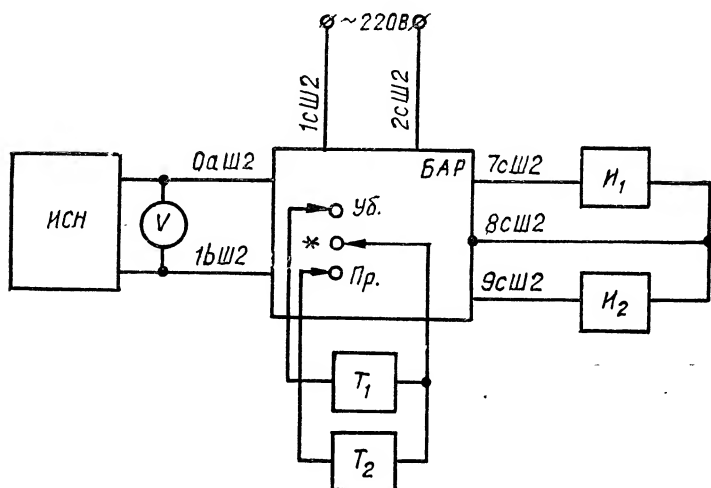 ~220В
1сШ2
2сШ2
ИСН
0аШ2
V
1bШ2
БАР
Уб.
*
Пр.
7сШ2
И1
8сШ2
9сШ2
И2
Т1
Т2